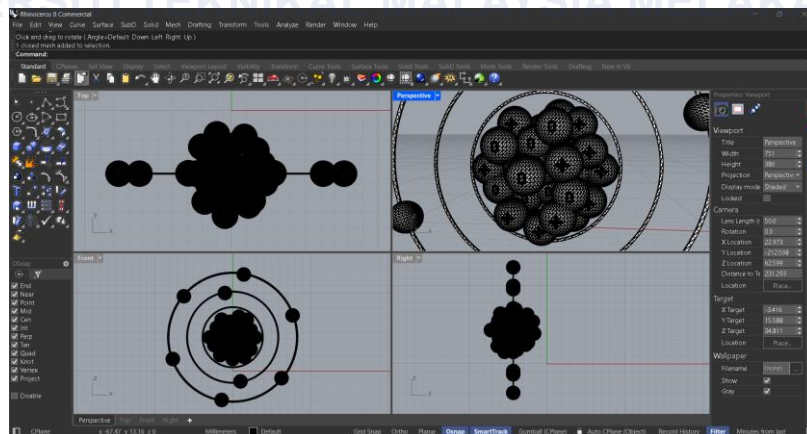 Rhinoceros 8 Commercial
File Edit View Curve Surface SubD Solid Mesh Drafting Transform Tools Analyze Render Window Help
Click and drag to rotate ( Angle=Default Down Left Right Up )
1 closed mesh added to selection.
Command:
Standard CPlanes Set View Display Select Viewport Layout Visibility Transform Curve Tools Surface Tools Solid Tools SubD Tools Mesh Tools Render Tools Drafting New in V8
Top
Perspective
Properties: Viewport
Viewport
Title Perspective
Width 751
Height 380
Projection Perspective
Display mode Shaded
Locked
Camera
Lens Length 50.0
Rotation 0.0
X Location 22.973
Y Location -212.508
Z Location 62.599
Distance to 231.293
Location Place...
Target
X Target -3.416
Y Target 15.588
Z Target 34.811
Location Place...
Wallpaper
Filename (none) ...
Show
Gray
Front
Right
OSnap
End
Near
Point
Mid
Cen
Int
Perp
Tan
Quad
Knot
Vertex
Project
Disable
Perspective Top Front Right
CPlane x -67.47 y 13.16 z 0 Millimeters Default Grid Snap Ortho Planar Osnap SmartTrack Gumball (CPlane) Auto CPlane (Object) Record History Filter Minutes from last